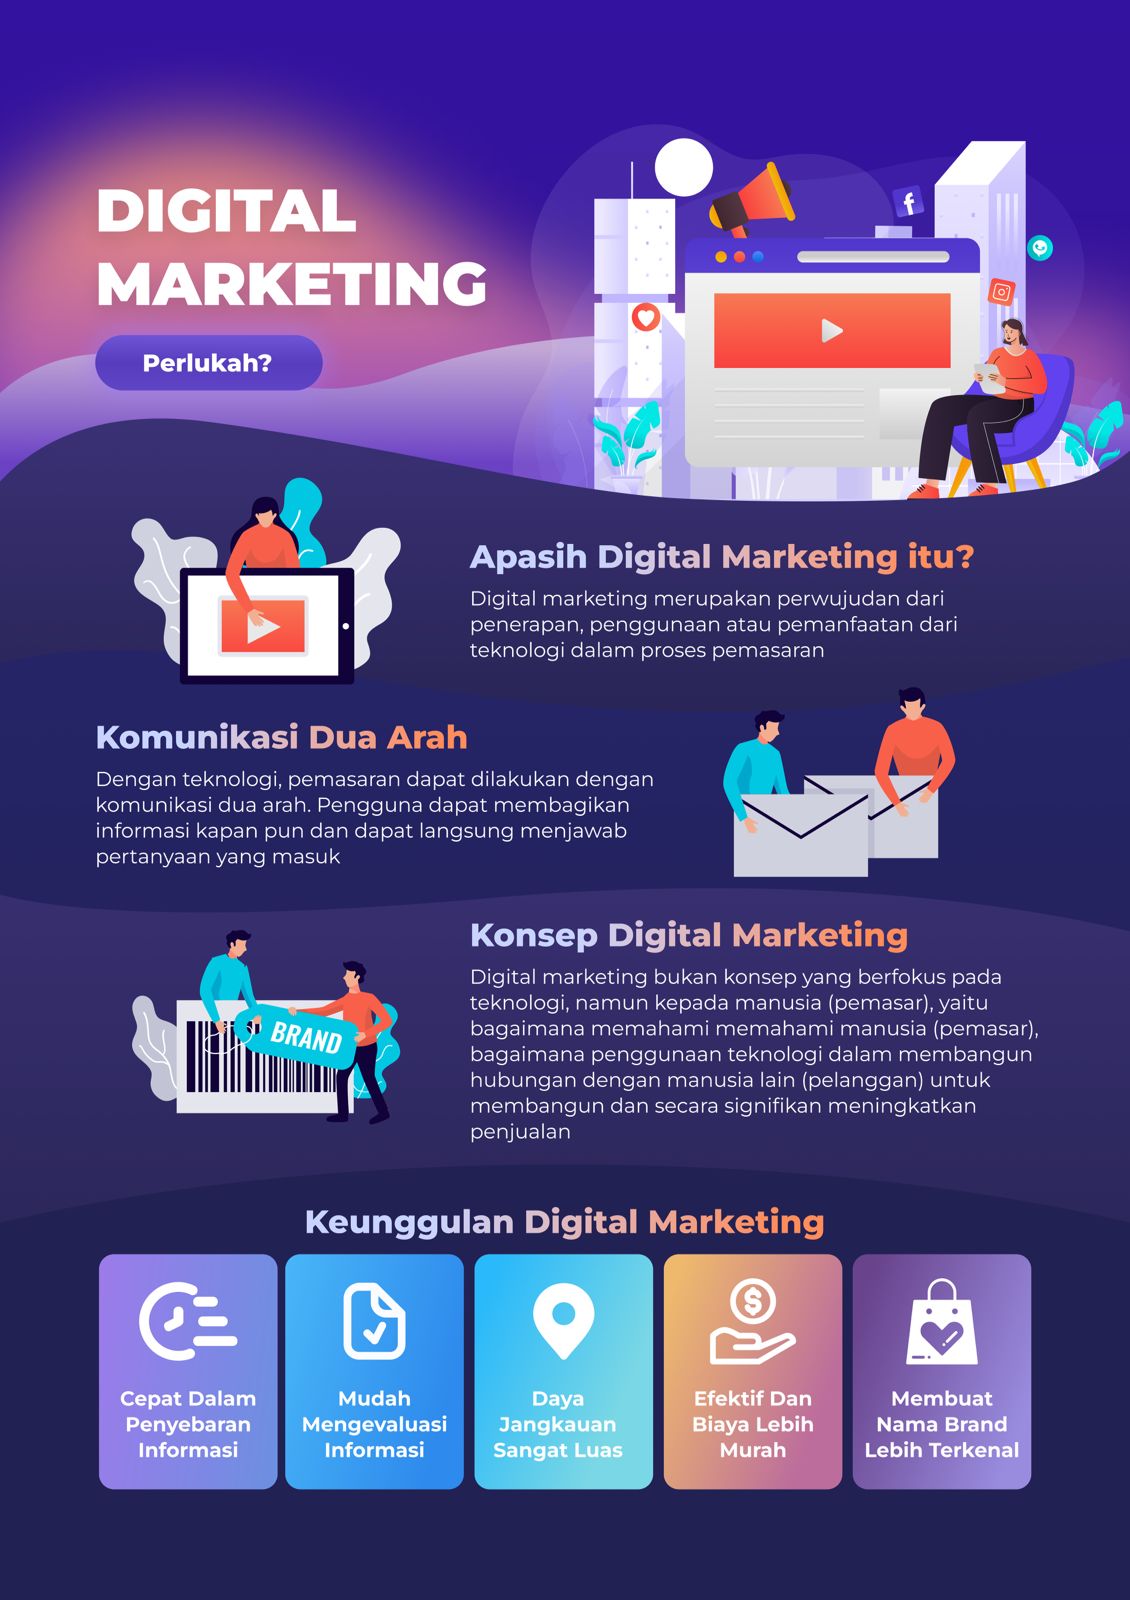 DIGITAL
MARKETING
Perlukah?
Apasih Digital Marketing itu?
Digital marketing merupakan perwujudan dari
penerapan, penggunaan atau pemanfaatan dari
teknologi dalam proses pemasaran
Komunikasi Dua Arah
Dengan teknologi, pemasaran dapat dilakukan dengan
komunikasi dua arah. Pengguna dapat membagikan
informasi kapan pun dan dapat langsung menjawab
pertanyaan yang masuk
BRAND
Konsep Digital Marketing
Digital marketing bukan konsep yang berfokus pada
teknologi, namun kepada manusia (pemasar), yaitu
bagaimana memahami memahami manusia (pemasar),
bagaimana penggunaan teknologi dalam membangun
hubungan dengan manusia lain (pelanggan) untuk
membangun dan secara signifikan meningkatkan
penjualan
Keunggulan Digital Marketing
Cepat Dalam
Penyebaran
Informasi
Mudah
Mengevaluasi
Informasi
Daya
Jangkauan
Sangat Luas
Efektif Dan
Biaya Lebih
Murah
Membuat
Nama Brand
Lebih Terkenal